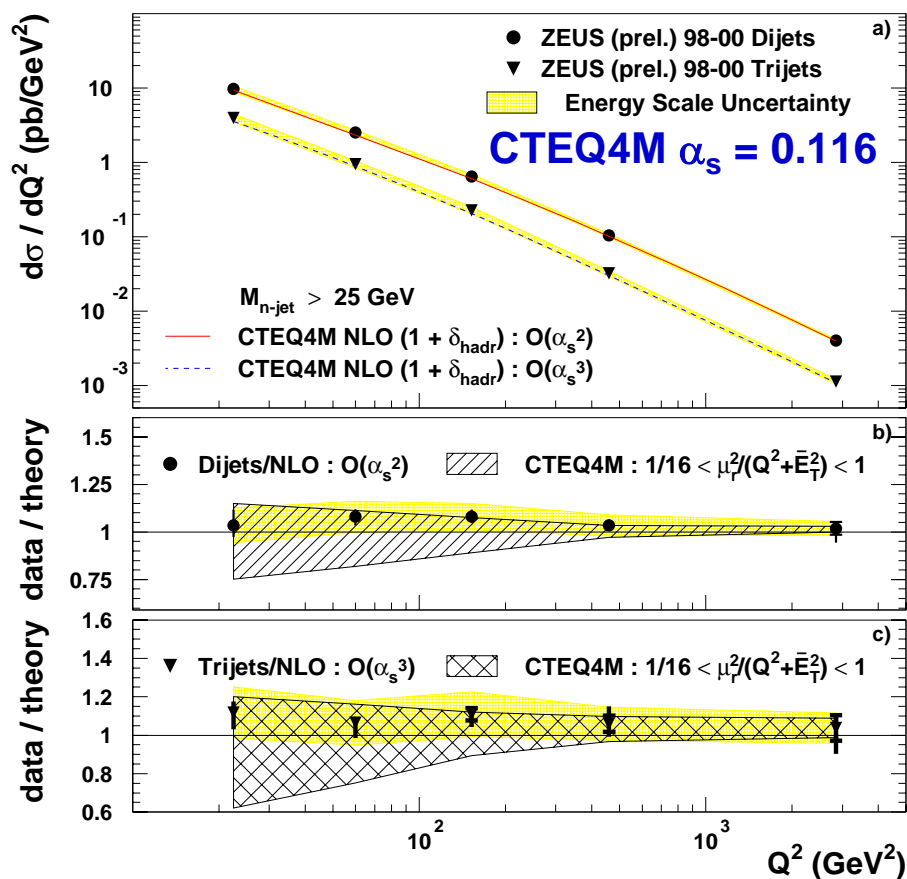 a)
ZEUS (prel.) 98-00 Dijets
ZEUS (prel.) 98-00 Trijets
Energy Scale Uncertainty
CTEQ4M αs = 0.116
dσ / dQ² (pb/GeV²)
10
1
10⁻¹
10⁻²
10⁻³
Mn-jet > 25 GeV
CTEQ4M NLO (1 + δhadr) : O(αs²)
CTEQ4M NLO (1 + δhadr) : O(αs³)
b)
data / theory
1.5
1.25
1
0.75
Dijets/NLO : O(αs²)
CTEQ4M : 1/16 < μr²/(Q²+ĒT²) < 1
c)
data / theory
1.6
1.4
1.2
1
0.8
0.6
Trijets/NLO : O(αs³)
CTEQ4M : 1/16 < μr²/(Q²+ĒT²) < 1
10²
10³
Q² (GeV²)